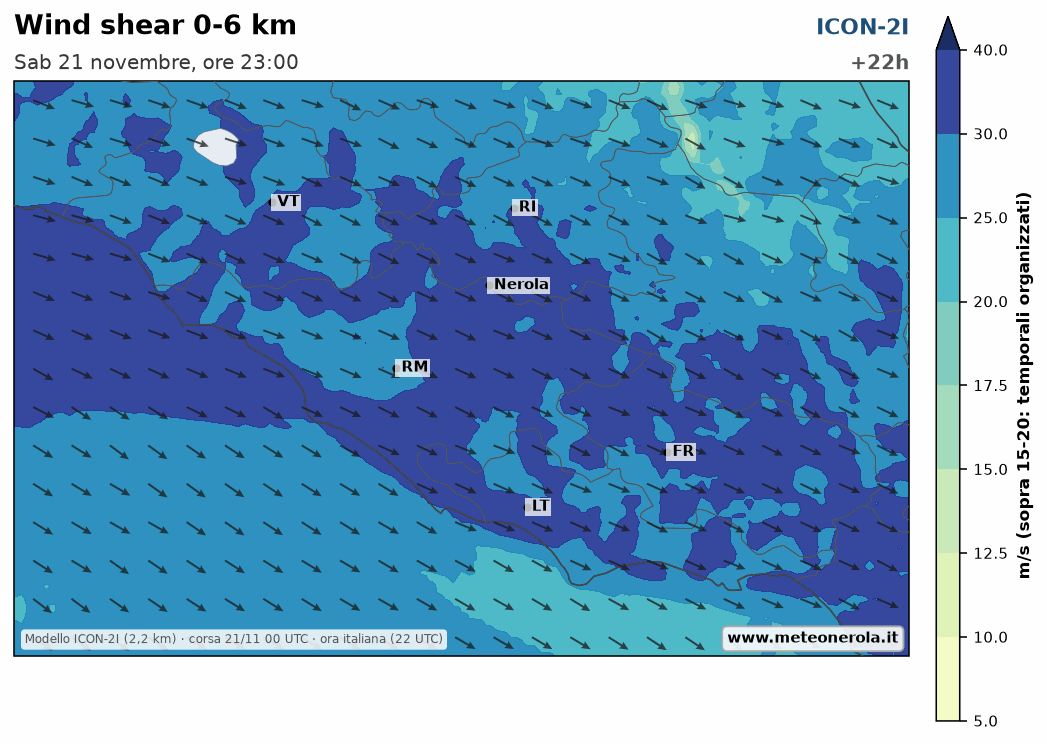 Wind shear 0-6 km
ICON-2I
Sab 21 novembre, ore 23:00
+22h
40.0
30.0
25.0
20.0
17.5
15.0
12.5
10.0
5.0
m/s (sopra 15-20: temporali organizzati)
VT
RI
Nerola
RM
FR
LT
Modello ICON-2I (2,2 km) · corsa 21/11 00 UTC · ora italiana (22 UTC)
www.meteonerola.it